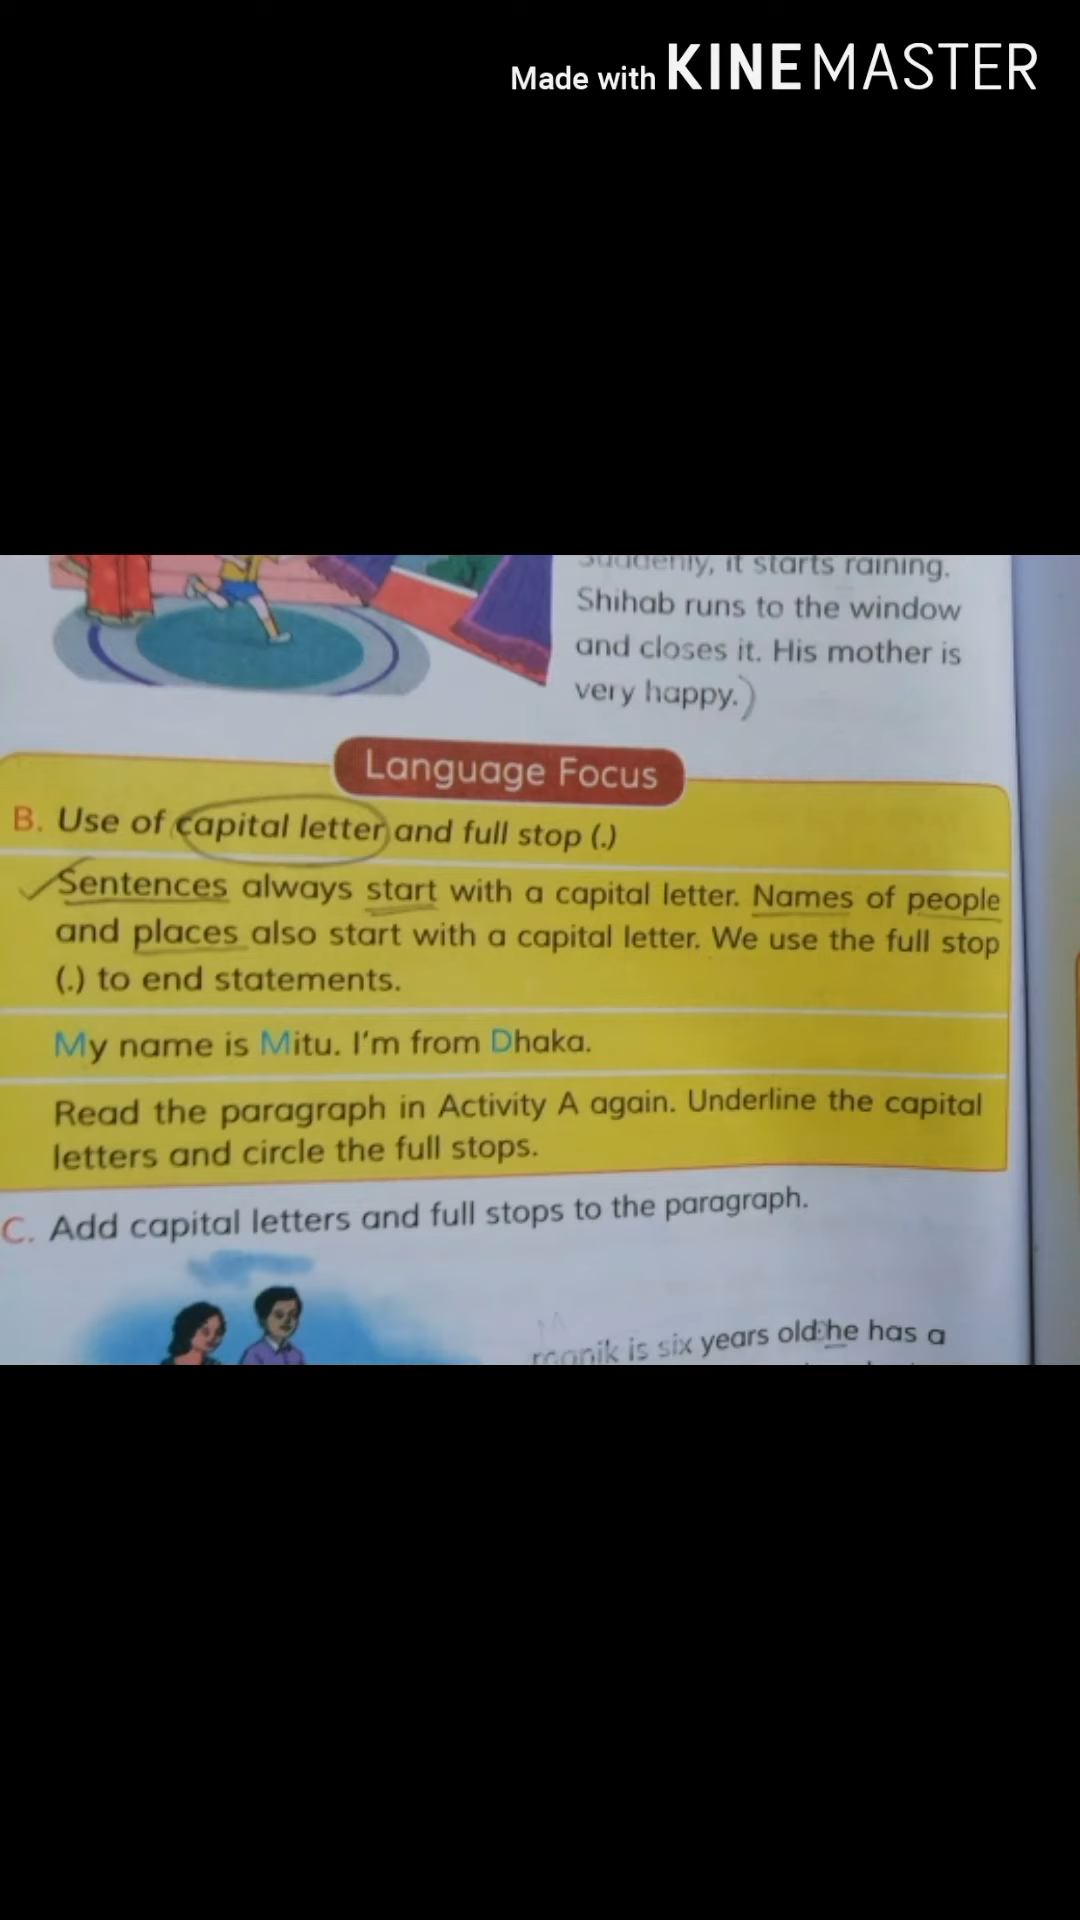 Made with KINEMASTER
Suddenly, it starts raining.
Shihab runs to the window
and closes it. His mother is
very happy.)
Language Focus
B. Use of capital letter and full stop (.)
Sentences always start with a capital letter. Names of people
and places also start with a capital letter. We use the full stop
(.) to end statements.
My name is Mitu. I'm from Dhaka.
Read the paragraph in Activity A again. Underline the capital
letters and circle the full stops.
C. Add capital letters and full stops to the paragraph.
M
is six years old he has a